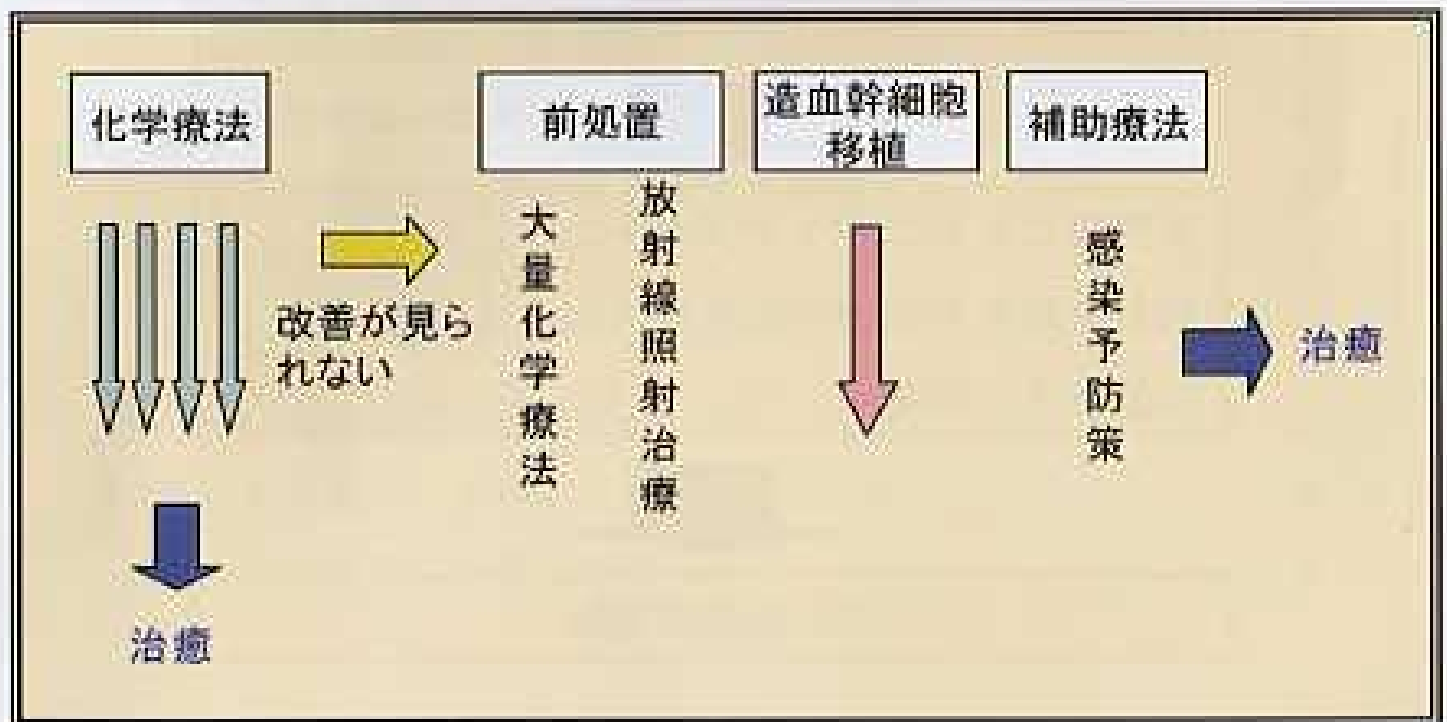 化学療法
前処置
造血幹細胞
移植
補助療法
改善が見ら
れない
大量化学療法
放射線照射治療
感染予防策
治癒
治癒